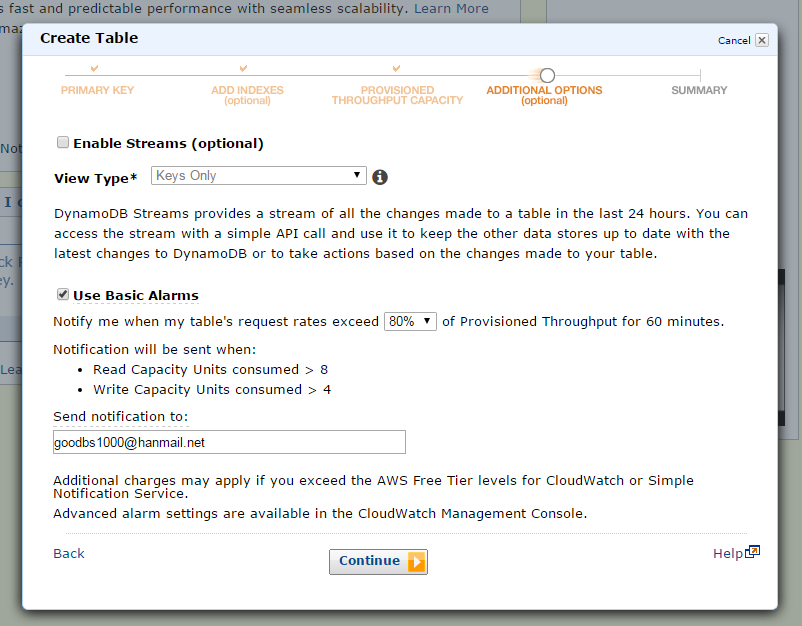 s fast and predictable performance with seamless scalability. Learn More
Create Table
Cancel
PRIMARY KEY
ADD INDEXES
(optional)
PROVISIONED
THROUGHPUT CAPACITY
ADDITIONAL OPTIONS
(optional)
SUMMARY
Enable Streams (optional)
View Type* Keys Only
DynamoDB Streams provides a stream of all the changes made to a table in the last 24 hours. You can
access the stream with a simple API call and use it to keep the other data stores up to date with the
latest changes to DynamoDB or to take actions based on the changes made to your table.
Use Basic Alarms
Notify me when my table's request rates exceed 80% of Provisioned Throughput for 60 minutes.
Notification will be sent when:
• Read Capacity Units consumed > 8
• Write Capacity Units consumed > 4
Send notification to:
goodbs1000@hanmail.net
Additional charges may apply if you exceed the AWS Free Tier levels for CloudWatch or Simple
Notification Service.
Advanced alarm settings are available in the CloudWatch Management Console.
Back
Continue
Help